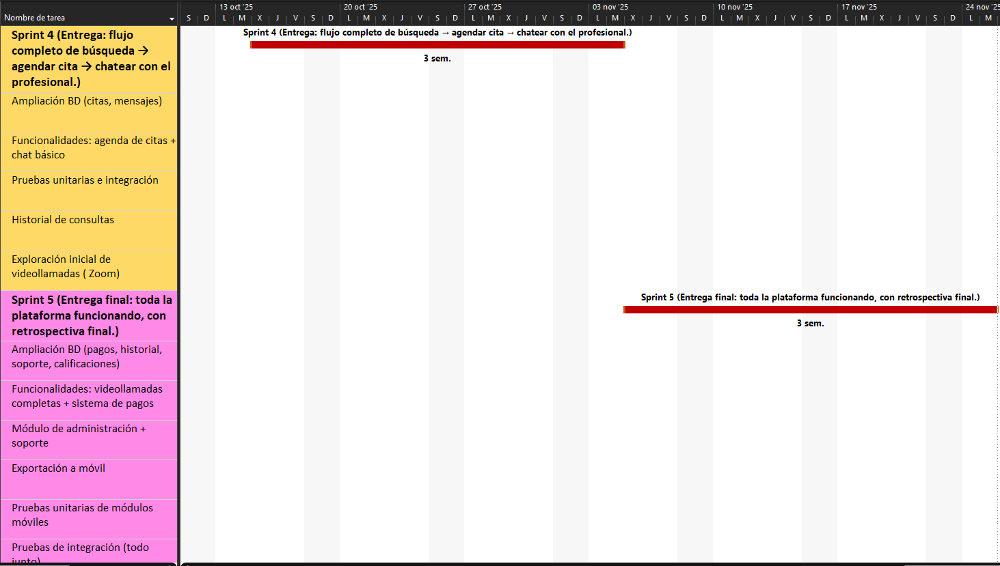 Nombre de tarea
13 oct '25 20 oct '25 27 oct '25 03 nov '25 10 nov '25 17 nov '25 24 nov '25
S D L M X J V S D L M X J V S D L M X J V S D L M X J V S D L M X J V S D L M X J V S D L M
Sprint 4 (Entrega: flujo
completo de búsqueda →
agendar cita → chatear con el
profesional.)
Sprint 4 (Entrega: flujo completo de búsqueda → agendar cita → chatear con el profesional.)
3 sem.
Ampliación BD (citas, mensajes)
Funcionalidades: agenda de citas +
chat básico
Pruebas unitarias e integración
Historial de consultas
Exploración inicial de
videollamadas ( Zoom)
Sprint 5 (Entrega final: toda la
plataforma funcionando, con
retrospectiva final.)
Sprint 5 (Entrega final: toda la plataforma funcionando, con retrospectiva final.)
3 sem.
Ampliación BD (pagos, historial,
soporte, calificaciones)
Funcionalidades: videollamadas
completas + sistema de pagos
Módulo de administración +
soporte
Exportación a móvil
Pruebas unitarias de módulos
móviles
Pruebas de integración (todo
junto)